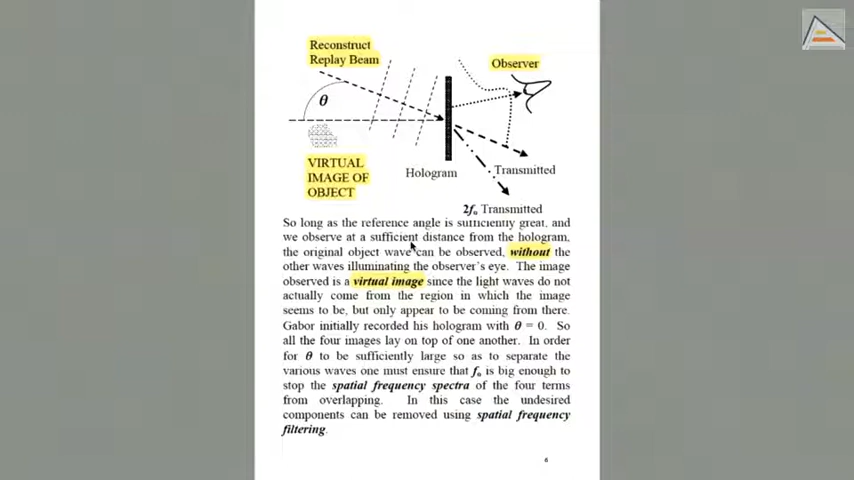 Reconstruct
Replay Beam
Observer
θ
VIRTUAL
IMAGE OF
OBJECT
Hologram
Transmitted
2fo Transmitted
So long as the reference angle is sufficiently great, and
we observe at a sufficient distance from the hologram,
the original object wave can be observed, without the
other waves illuminating the observer's eye. The image
observed is a virtual image since the light waves do not
actually come from the region in which the image
seems to be, but only appear to be coming from there.
Gabor initially recorded his hologram with θ = 0. So
all the four images lay on top of one another. In order
for θ to be sufficiently large so as to separate the
various waves one must ensure that fo is big enough to
stop the spatial frequency spectra of the four terms
from overlapping. In this case the undesired
components can be removed using spatial frequency
filtering.
6